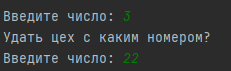 Введите число: 3
Удать цех с каким номером?
Введите число: 22